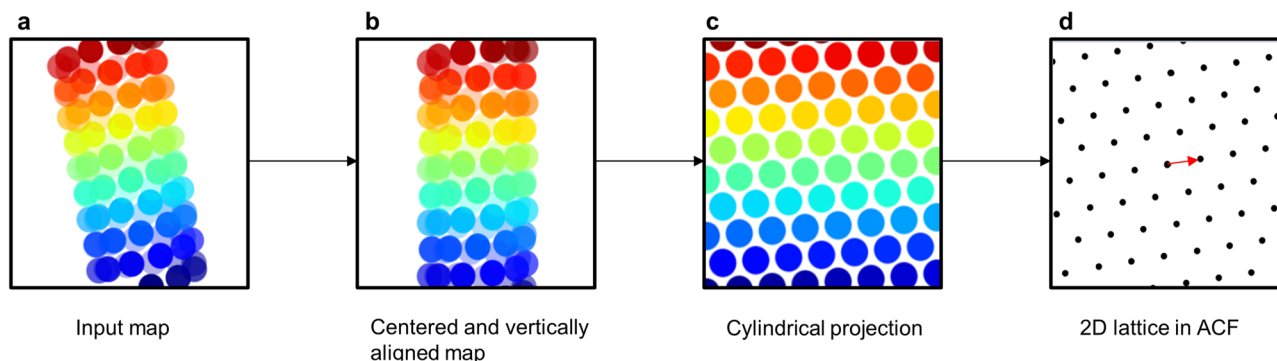 a
b
c
d
Input map
Centered and vertically
aligned map
Cylindrical projection
2D lattice in ACF